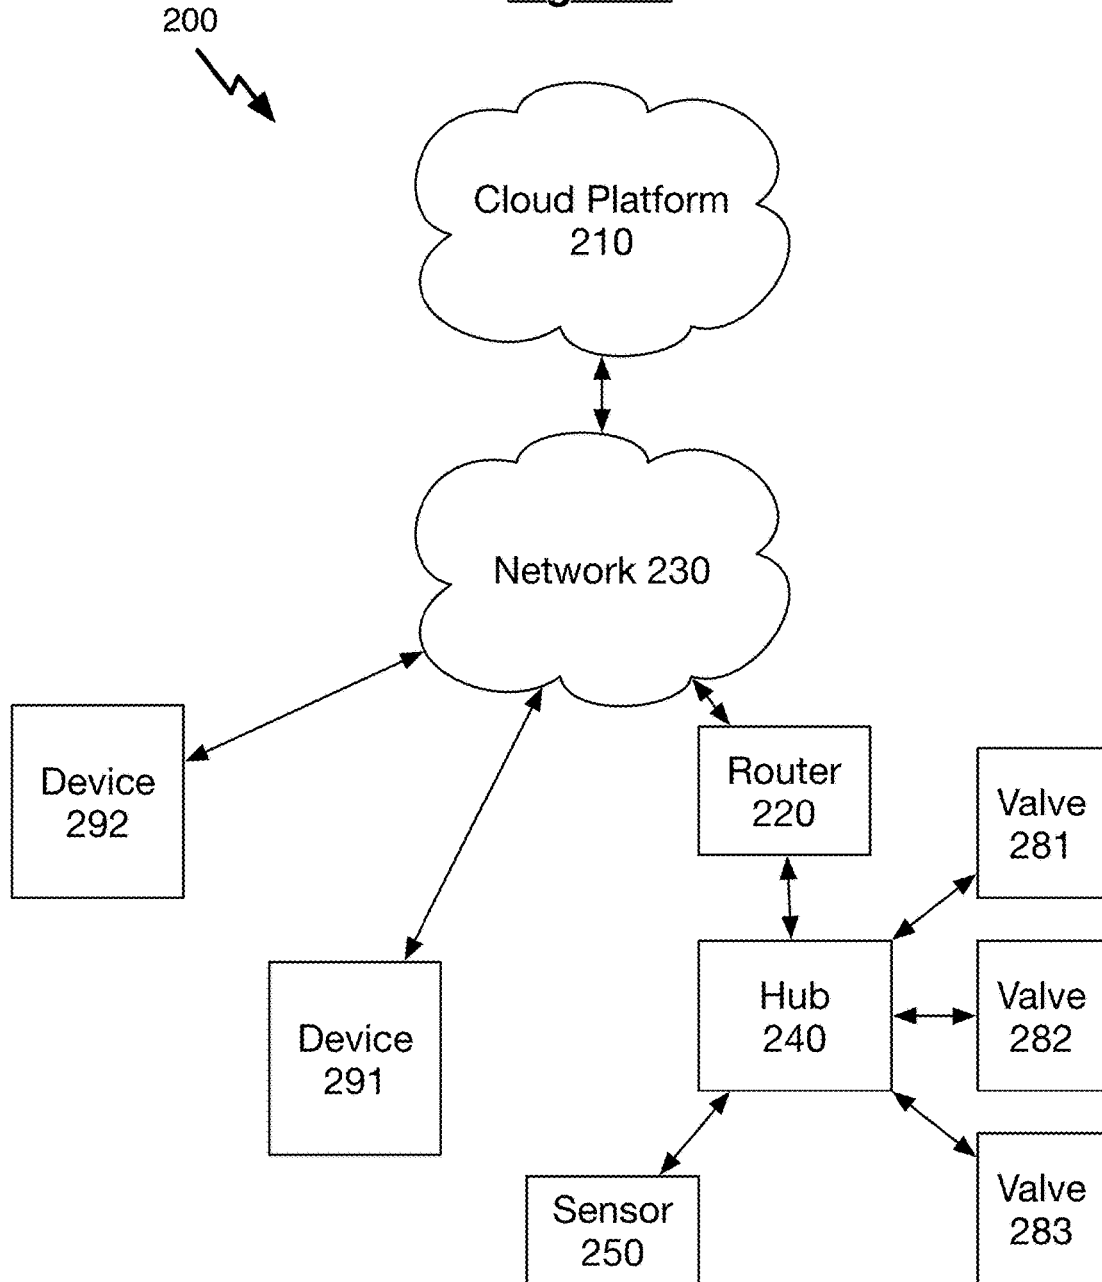 200
Cloud Platform
210
Network 230
Device
292
Router
220
Valve
281
Device
291
Hub
240
Valve
282
Sensor
250
Valve
283